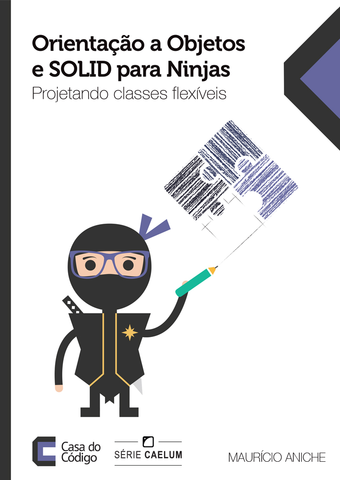 Orientação a Objetos
e SOLID para Ninjas
Projetando classes flexíveis
Casa do
Código
SÉRIE CAELUM
MAURÍCIO ANICHE